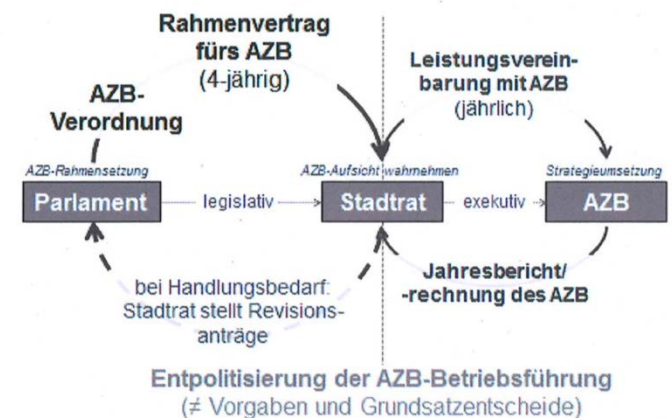 Rahmenvertrag
fürs AZB
(4-jährig)
Leistungsverein-
barung mit AZB
(jährlich)
AZB-
Verordnung
AZB-Rahmensetzung
AZB-Aufsicht wahrnehmen
Strategieumsetzung
Parlament
legislativ
Stadtrat
exekutiv
AZB
bei Handlungsbedarf:
Stadtrat stellt Revisions-
anträge
Jahresbericht/
-rechnung des AZB
Entpolitisierung der AZB-Betriebsführung
(≠ Vorgaben und Grundsatzentscheide)